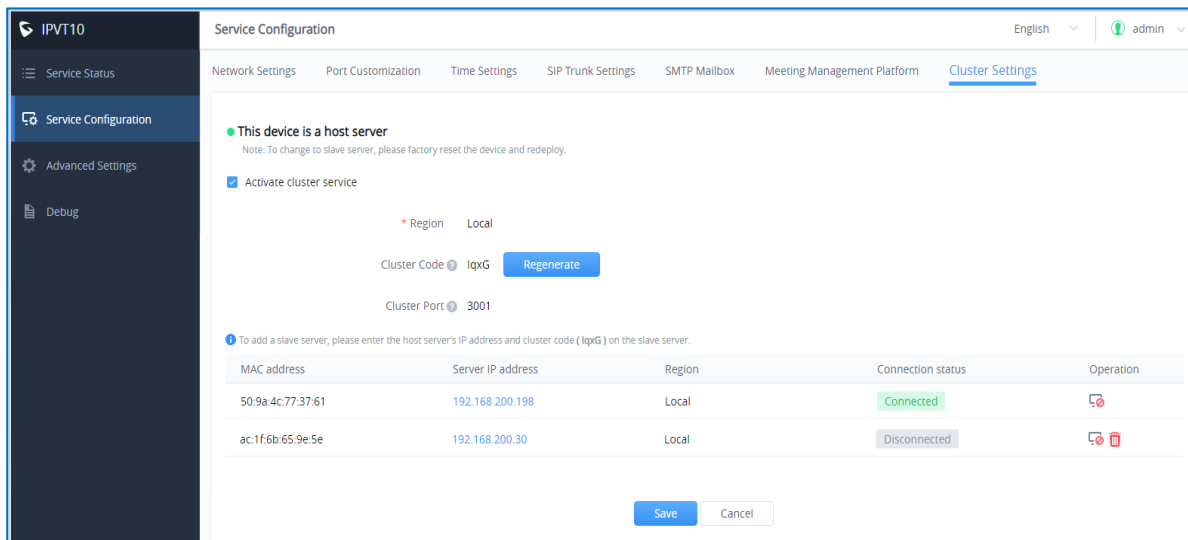 IPVT10
Service Configuration
English
admin
Service Status
Service Configuration
Advanced Settings
Debug
Network Settings Port Customization Time Settings SIP Trunk Settings SMTP Mailbox Meeting Management Platform Cluster Settings
This device is a host server
Note: To change to slave server, please factory reset the device and redeploy.
Activate cluster service
* Region Local
Cluster Code ? IqxG Regenerate
Cluster Port ? 3001
To add a slave server, please enter the host server's IP address and cluster code ( IqxG ) on the slave server.
MAC address Server IP address Region Connection status Operation
50:9a:4c:77:37:61 192.168.200.198 Local Connected
ac:1f:6b:65:9e:5e 192.168.200.30 Local Disconnected
Save Cancel